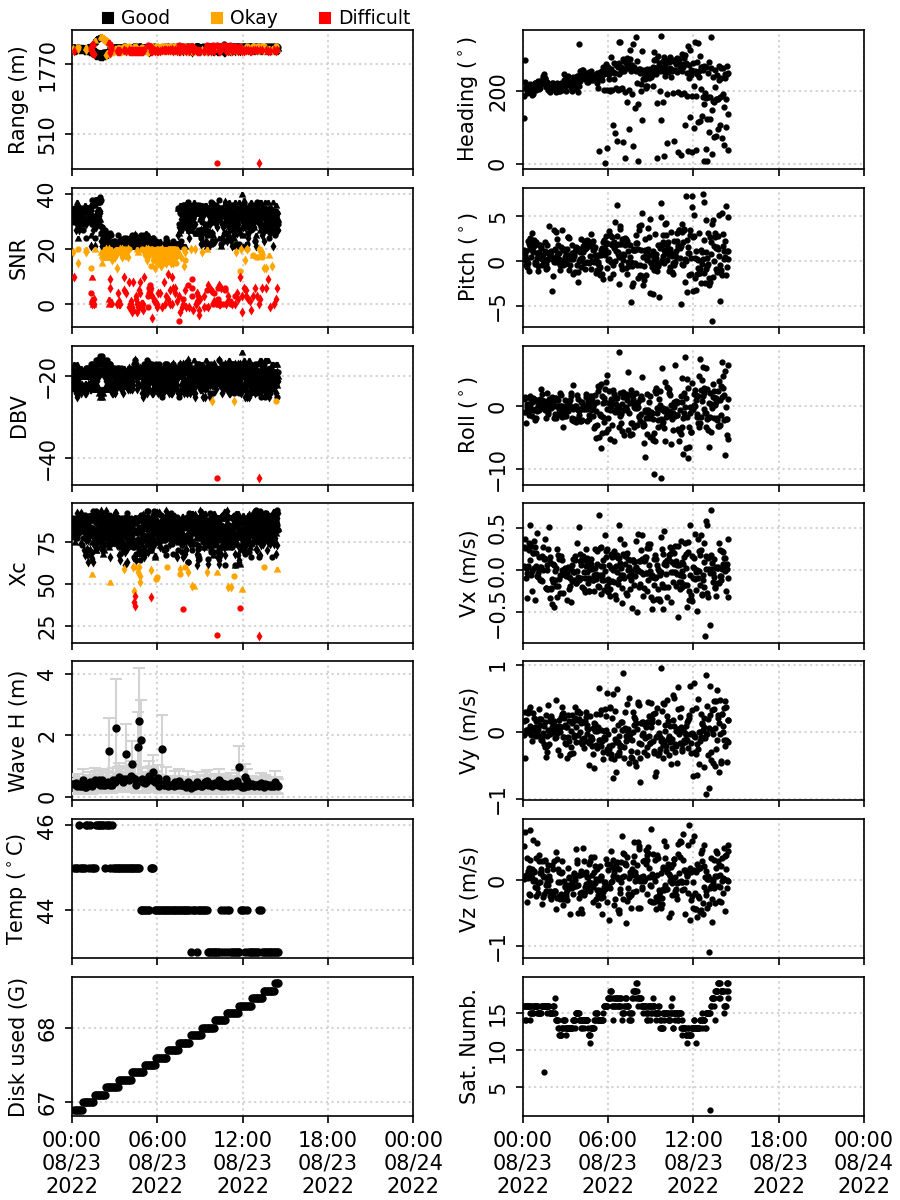 Good Okay Difficult
Range (m)
1770
510
Heading (°)
200
0
SNR
40
20
0
Pitch (°)
5
0
−5
DBV
−20
−40
Roll (°)
0
−10
Xc
75
50
25
Vx (m/s)
0.5
0.0
−0.5
Wave H (m)
4
2
0
Vy (m/s)
1
0
−1
Temp (°C)
46
44
Vz (m/s)
0
−1
Disk used (G)
68
67
Sat. Numb.
15
10
5
00:00 06:00 12:00 18:00 00:00 00:00 06:00 12:00 18:00 00:00
08/23 08/23 08/23 08/23 08/24 08/23 08/23 08/23 08/23 08/24
2022 2022 2022 2022 2022 2022 2022 2022 2022 2022